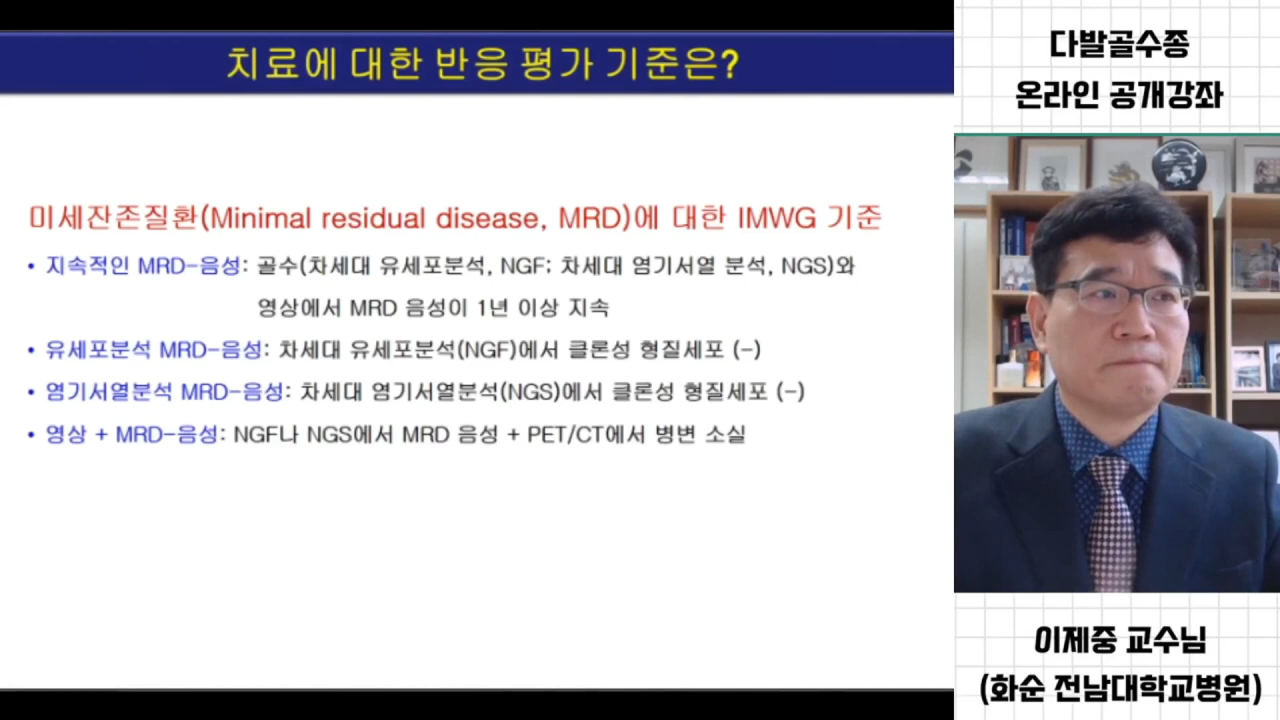 치료에 대한 반응 평가 기준은?
미세잔존질환(Minimal residual disease, MRD)에 대한 IMWG 기준
• 지속적인 MRD-음성: 골수(차세대 유세포분석, NGF; 차세대 염기서열 분석, NGS)와
영상에서 MRD 음성이 1년 이상 지속
• 유세포분석 MRD-음성: 차세대 유세포분석(NGF)에서 클론성 형질세포 (-)
• 염기서열분석 MRD-음성: 차세대 염기서열분석(NGS)에서 클론성 형질세포 (-)
• 영상 + MRD-음성: NGF나 NGS에서 MRD 음성 + PET/CT에서 병변 소실
다발골수종
온라인 공개강좌
이제중 교수님
(화순 전남대학교병원)